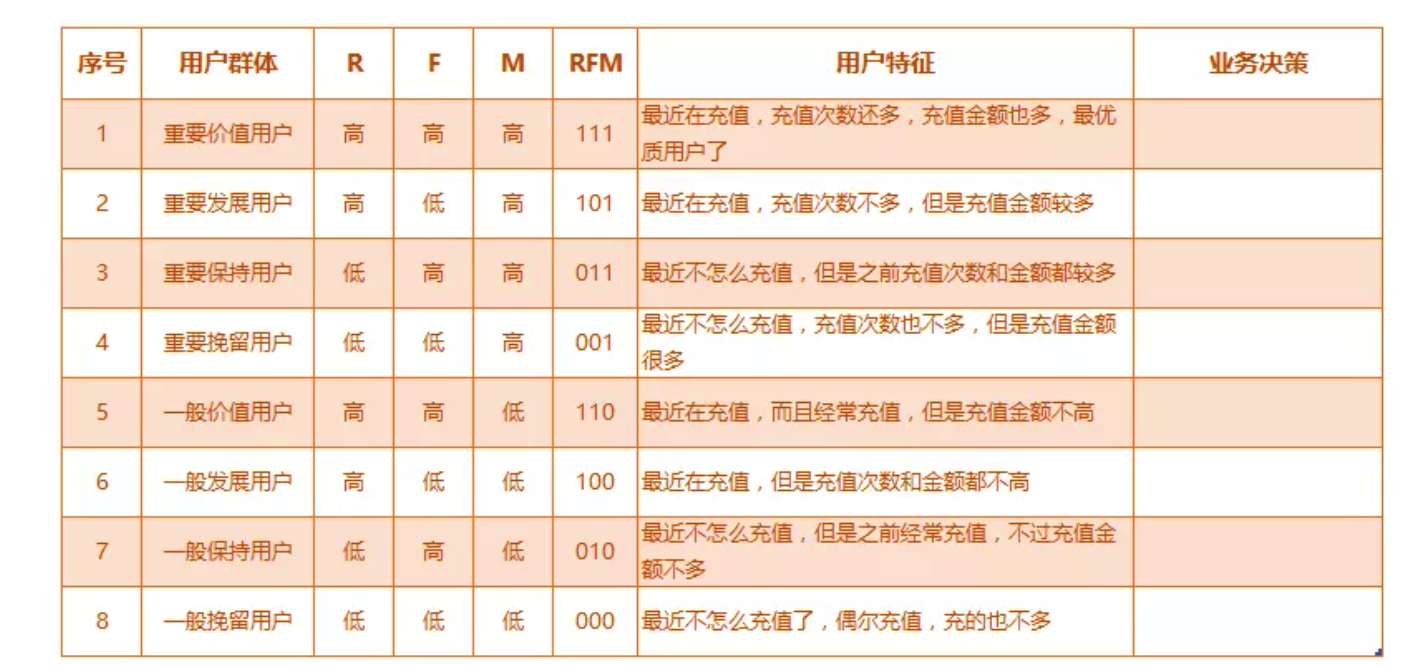 序号 用户群体 R F M RFM 用户特征 业务决策
1 重要价值用户 高 高 高 111 最近在充值，充值次数还多，充值金额也多，最优
质用户了
2 重要发展用户 高 低 高 101 最近在充值，充值次数不多，但是充值金额较多
3 重要保持用户 低 高 高 011 最近不怎么充值，但是之前充值次数和金额都较多
4 重要挽留用户 低 低 高 001 最近不怎么充值，充值次数也不多，但是充值金额
很多
5 一般价值用户 高 高 低 110 最近在充值，而且经常充值，但是充值金额不高
6 一般发展用户 高 低 低 100 最近在充值，但是充值次数和金额都不高
7 一般保持用户 低 高 低 010 最近不怎么充值，但是之前经常充值，不过充值金
额不多
8 一般挽留用户 低 低 低 000 最近不怎么充值了，偶尔充值，充的也不多